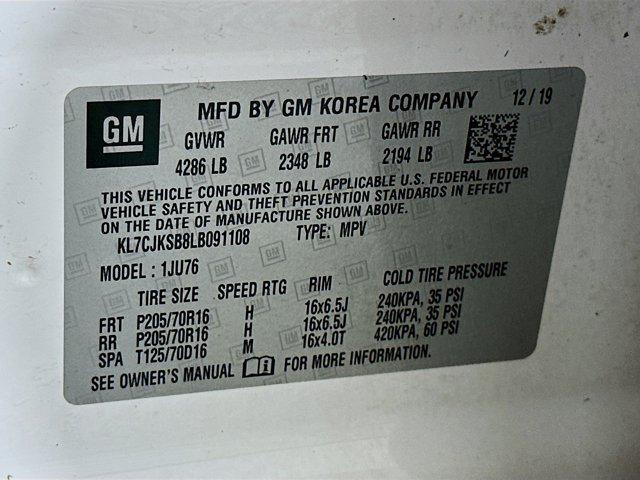 GM MFD BY GM KOREA COMPANY 12/19
GVWR GAWR FRT GAWR RR
4286 LB 2348 LB 2194 LB
THIS VEHICLE CONFORMS TO ALL APPLICABLE U.S. FEDERAL MOTOR
VEHICLE SAFETY AND THEFT PREVENTION STANDARDS IN EFFECT
ON THE DATE OF MANUFACTURE SHOWN ABOVE.
KL7CJKSB8LB091108 TYPE: MPV
MODEL : 1JU76
TIRE SIZE SPEED RTG RIM COLD TIRE PRESSURE
FRT P205/70R16 H 16x6.5J 240KPA, 35 PSI
RR P205/70R16 H 16x6.5J 240KPA, 35 PSI
SPA T125/70D16 M 16x4.0T 420KPA, 60 PSI
SEE OWNER'S MANUAL FOR MORE INFORMATION.